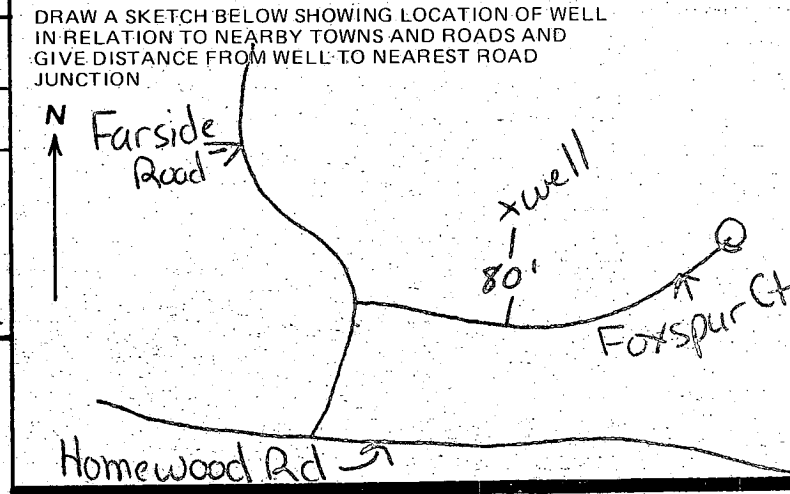 DRAW A SKETCH BELOW SHOWING LOCATION OF WELL
IN RELATION TO NEARBY TOWNS AND ROADS AND
GIVE DISTANCE FROM WELL TO NEAREST ROAD
JUNCTION
N
Farside
Road
x well
80'
Foxspur Ct
Homewood Rd